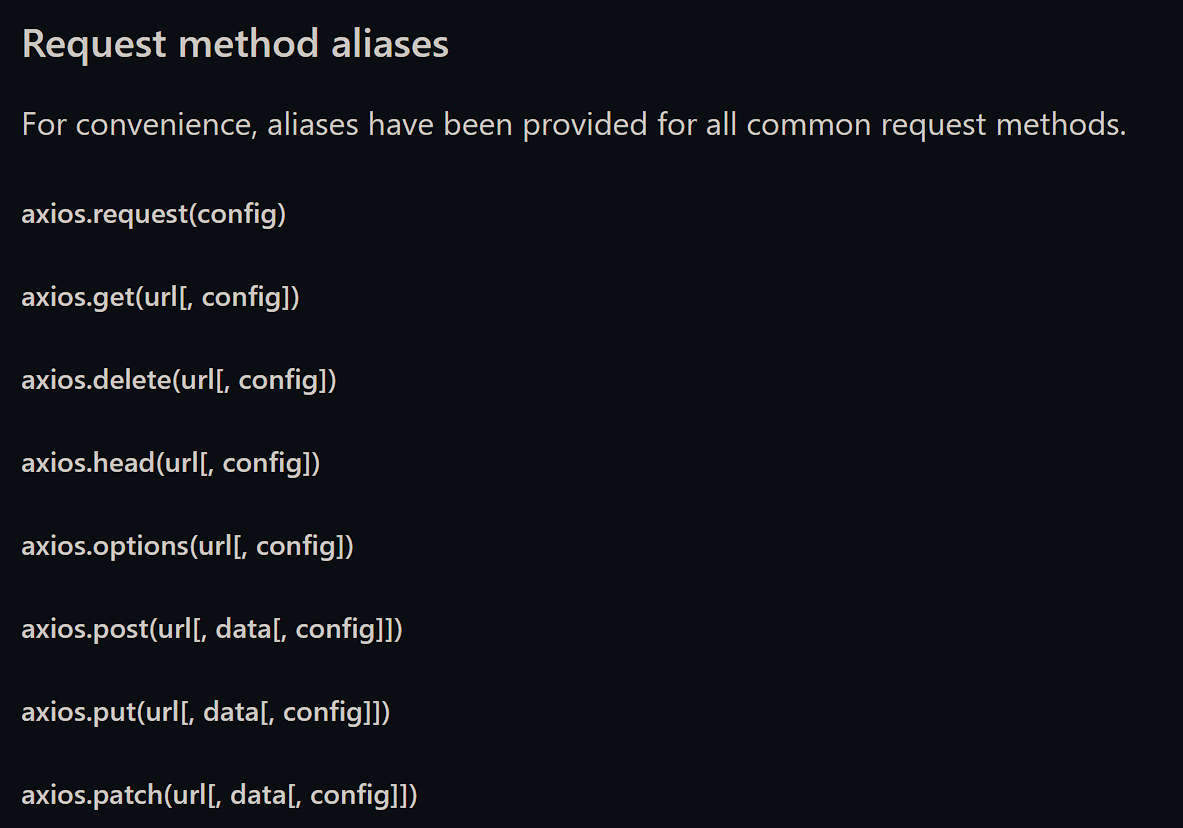 Request method aliases
For convenience, aliases have been provided for all common request methods.
axios.request(config)
axios.get(url[, config])
axios.delete(url[, config])
axios.head(url[, config])
axios.options(url[, config])
axios.post(url[, data[, config]])
axios.put(url[, data[, config]])
axios.patch(url[, data[, config]])